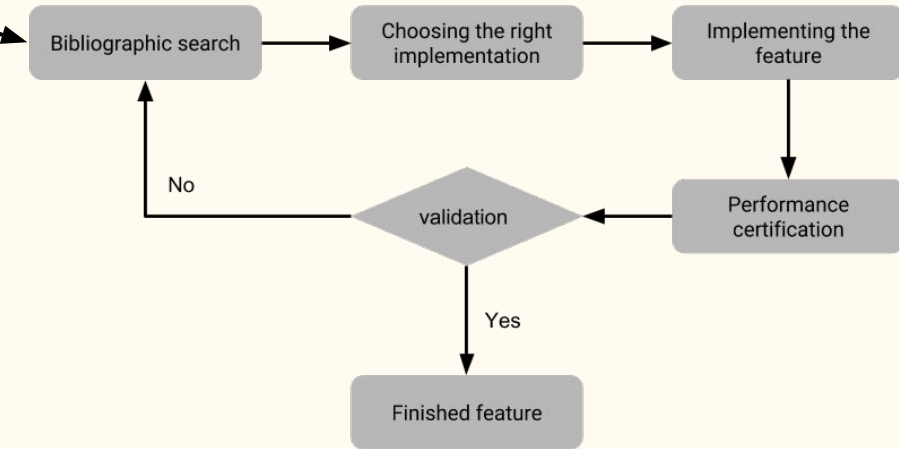 Bibliographic search
Choosing the right
implementation
Implementing the
feature
Performance
certification
validation
No
Yes
Finished feature